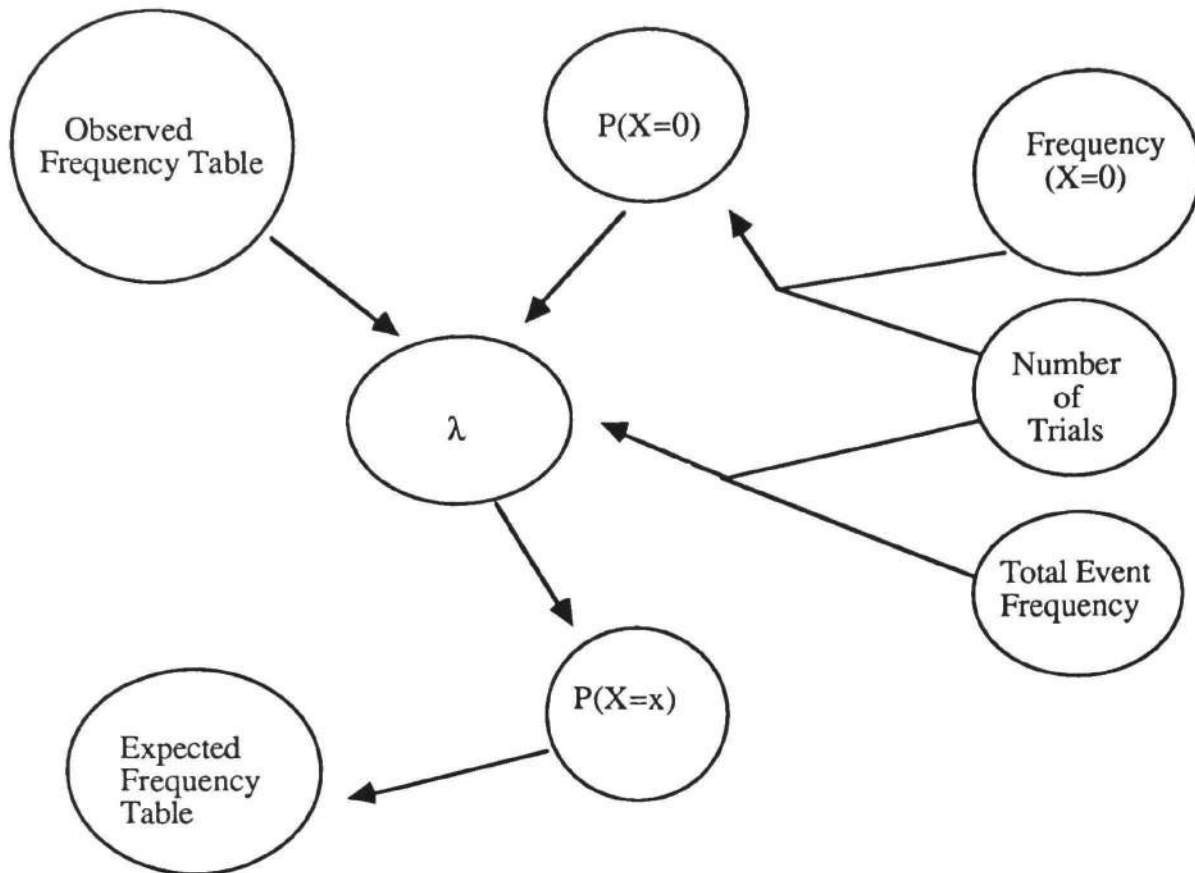 Observed
Frequency Table
P(X=0)
Frequency
(X=0)
λ
Number
of
Trials
Total Event
Frequency
P(X=x)
Expected
Frequency
Table